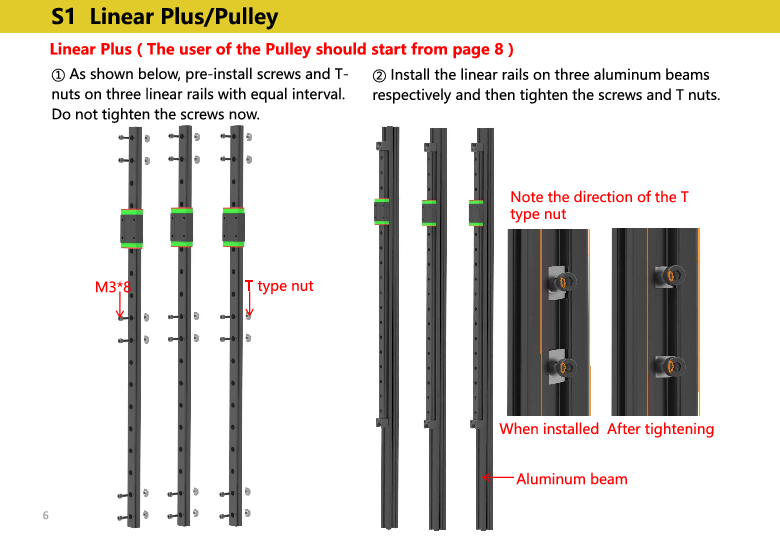 S1 Linear Plus/Pulley
Linear Plus ( The user of the Pulley should start from page 8 )
① As shown below, pre-install screws and T-
nuts on three linear rails with equal interval.
Do not tighten the screws now.
② Install the linear rails on three aluminum beams
respectively and then tighten the screws and T nuts.
M3*8
T type nut
Note the direction of the T
type nut
When installed
After tightening
Aluminum beam
6